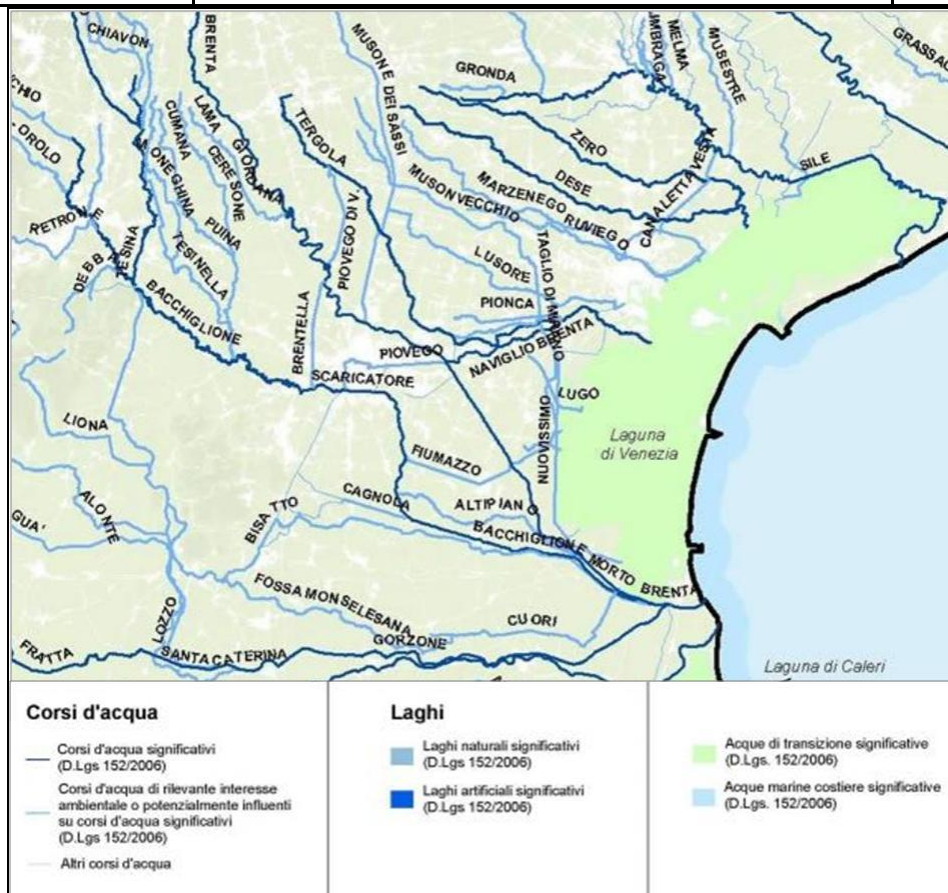 CHIAVON
BRENTA
MUSONE DEI SASSI
GRONDA
UMBRAGA
MELMA
MUSESTRE
OROLO
CUMANA
LAMA
GIORDANA
CERESONE
TERGOLA
ZERO
DESE
MARZENEGO RUVIEGO
MUSONVECCHIO
CANALETTA VESTA
SILE
RETRONE
TESINA
PUINA
TESINELLA
PIOVEGO DI V.
LUSORE
TAGLIO DI MIRANO
PIONCA
BACCHIGLIONE
BRENTELLA
PIOVEGO
NAVIGLIO BRENTA
SCARICATORE
LUGO
NUOVISSIMO
Laguna
di Venezia
LIONA
FIUMAZZO
CAGNOLA
ALTIPIANO
ALONTE
GUA'
BISATTO
BACCHIGLIONE
MORTO BRENTA
FOSSA MONSELESANA
CUORI
LOZZO
GORZONE
FRATTA
SANTA CATERINA
Laguna di Caleri
Corsi d'acqua
Corsi d'acqua significativi
(D.Lgs 152/2006)
Corsi d'acqua di rilevante interesse
ambientale o potenzialmente influenti
su corsi d'acqua significativi
(D.Lgs 152/2006)
Altri corsi d'acqua
Laghi
Laghi naturali significativi
(D.Lgs 152/2006)
Laghi artificiali significativi
(D.Lgs 152/2006)
Acque di transizione significative
(D.Lgs. 152/2006)
Acque marine costiere significative
(D.Lgs. 152/2006)